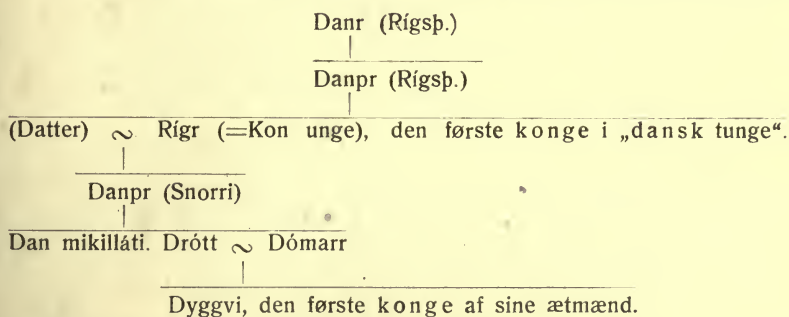 Danr (Rígsþ.)
Danpr (Rígsþ.)
(Datter) ~ Rígr (=Kon unge), den første konge i „dansk tunge“.
Danpr (Snorri)
Dan mikilláti. Drótt ~ Dómarr
Dyggvi, den første konge af sine ætmænd.